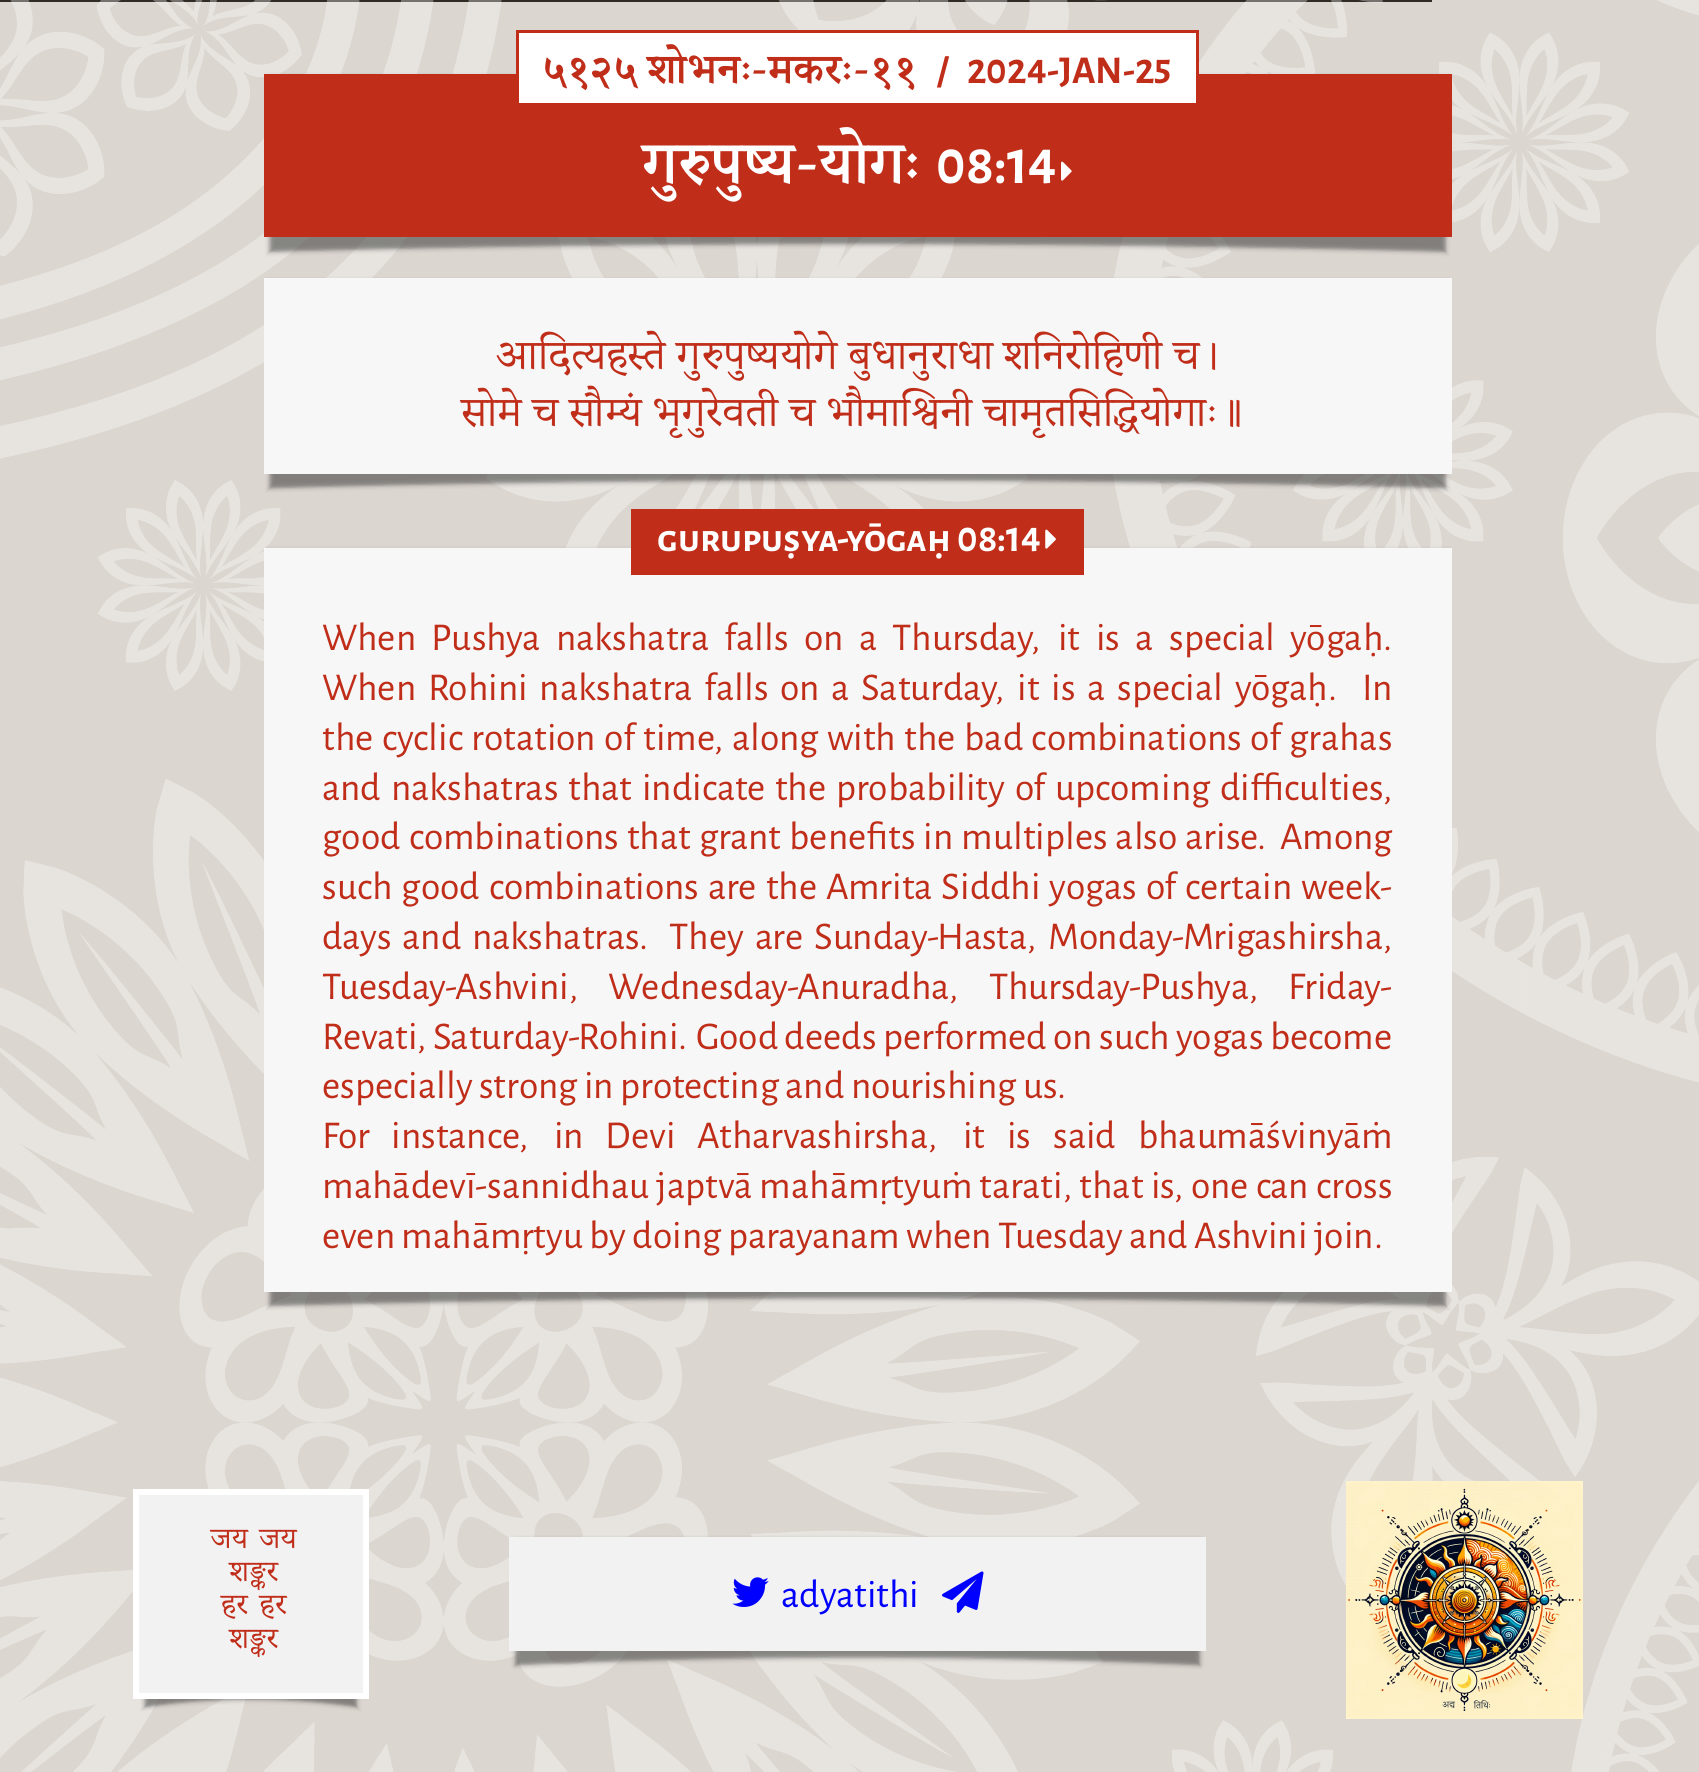 ५१२५ शोभनः-मकरः-११ / 2024-JAN-25
गुरुपुष्य-योगः 08:14
आदित्यहस्ते गुरुपुष्ययोगे बुधानुराधा शनिरोहिणी च।
सोमे च सौम्यं भृगुरेवती च भौमाश्विनी चामृतसिद्धियोगाः॥
GURUPUṢYA-YŌGAḤ 08:14
When Pushya nakshatra falls on a Thursday, it is a special yōgaḥ.
When Rohini nakshatra falls on a Saturday, it is a special yōgaḥ. In
the cyclic rotation of time, along with the bad combinations of grahas
and nakshatras that indicate the probability of upcoming difficulties,
good combinations that grant benefits in multiples also arise. Among
such good combinations are the Amrita Siddhi yogas of certain week-
days and nakshatras. They are Sunday-Hasta, Monday-Mrigashirsha,
Tuesday-Ashvini, Wednesday-Anuradha, Thursday-Pushya, Friday-
Revati, Saturday-Rohini. Good deeds performed on such yogas become
especially strong in protecting and nourishing us.
For instance, in Devi Atharvashirsha, it is said bhaumāśvinyāṁ
mahādevī-sannidhau japtvā mahāmṛtyuṁ tarati, that is, one can cross
even mahāmṛtyu by doing parayanam when Tuesday and Ashvini join.
जय जय
शङ्कर
हर हर
शङ्कर
adyatithi
अद्य तिथिः